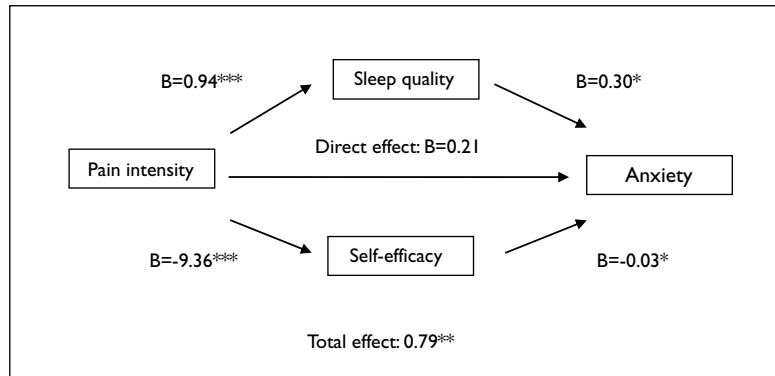 B=0.94***
Sleep quality
B=0.30*
Direct effect: B=0.21
Pain intensity
Anxiety
B=-9.36***
Self-efficacy
B=-0.03*
Total effect: 0.79**